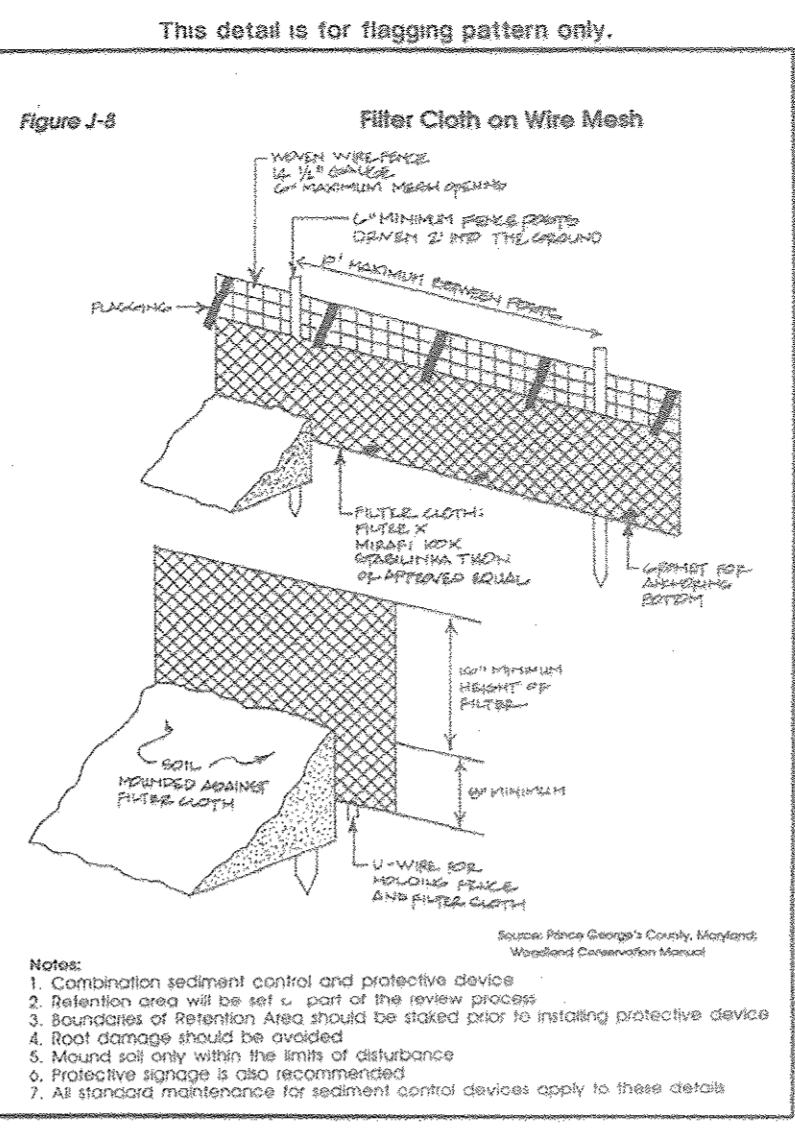 This detail is for flagging pattern only.
Figure J-8
Filter Cloth on Wire Mesh
WOVEN WIRE FENCE
14 1/2" GAUGE
6" MAXIMUM MESH OPENING
6" MINIMUM FENCE POSTS
DRIVEN 2' INTO THE GROUND
MAXIMUM BETWEEN POSTS
FLAGGING
FILTER CLOTH:
FILTER X
MIRAFI 100X
STABILINKA
OR APPROVED EQUAL
FOR
ANCHORING
BOTTOM
16" MINIMUM
HEIGHT OF
FILTER
8" MINIMUM
SOIL
MOUNDED AGAINST
FILTER CLOTH
U-WIRE FOR
HOLDING FENCE
AND FILTER CLOTH
Source: Prince George's County, Maryland;
Woodland Conservation Manual
Notes:
1. Combination sediment control and protective device
2. Retention area will be set part of the review process
3. Boundaries of Retention Area should be staked prior to installing protective device
4. Root damage should be avoided
5. Mound soil only within the limits of disturbance
6. Protective signage is also recommended
7. All standard maintenance for sediment control devices apply to these details